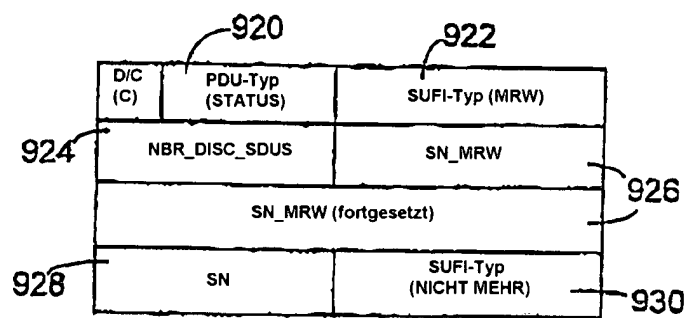 920
922
D/C
(C)
PDU-Typ
(STATUS)
SUFI-Typ (MRW)
924
NBR_DISC_SDUS
SN_MRW
926
SN_MRW (fortgesetzt)
928
SN
SUFI-Typ
(NICHT MEHR)
930